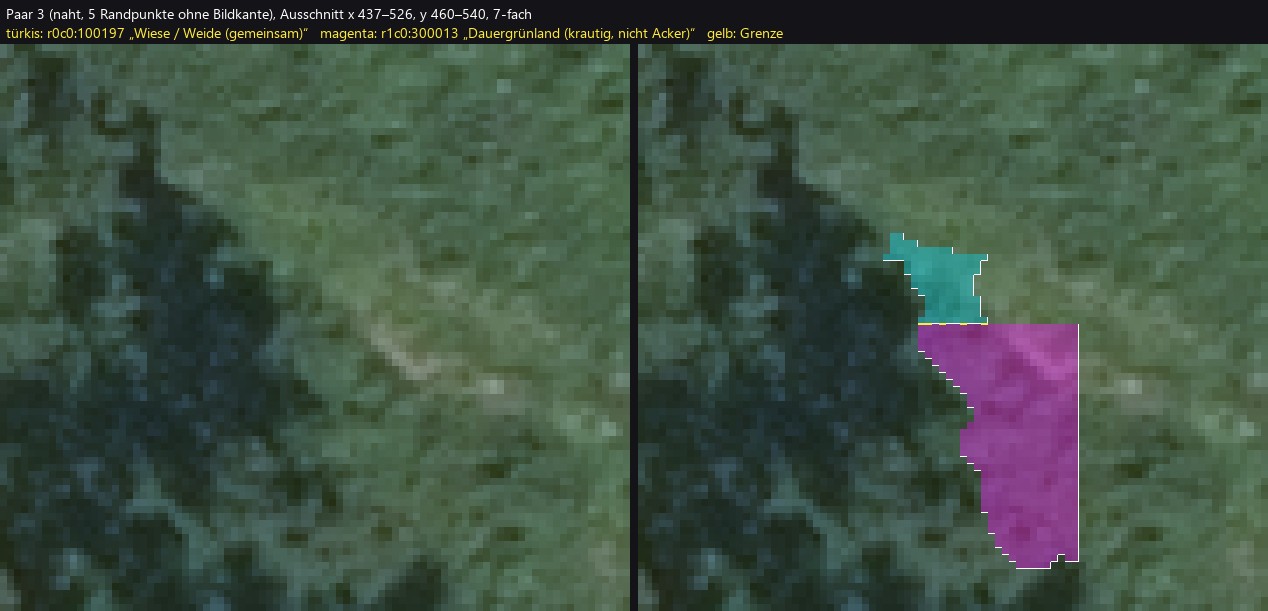 Paar 3 (naht, 5 Randpunkte ohne Bildkante), Ausschnitt x 437–526, y 460–540, 7-fach
türkis: r0c0:100197 „Wiese / Weide (gemeinsam)“ magenta: r1c0:300013 „Dauergrünland (krautig, nicht Acker)“ gelb: Grenze